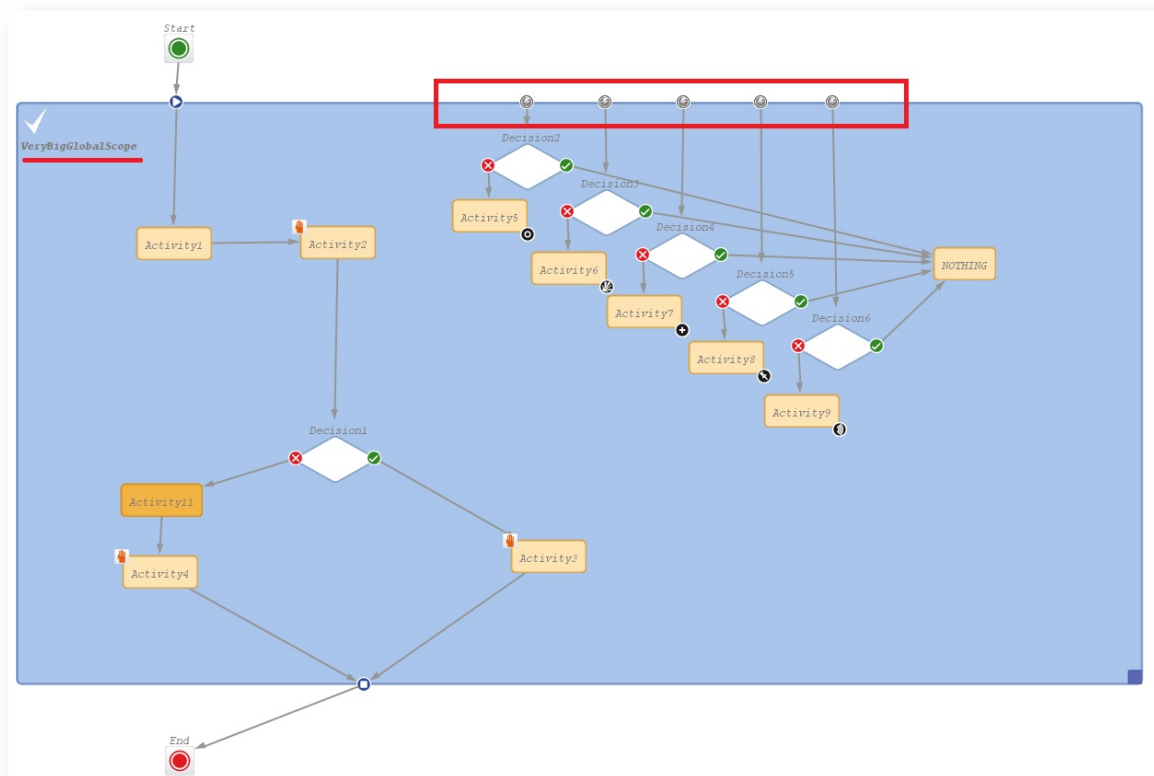 Start
VeryBigGlobalScope
Decision2
Decision3
Activity5
Decision4
Activity1
Activity2
Activity6
NOTHING
Decision5
Activity7
Decision6
Activity8
Activity9
Decision1
Activity11
Activity3
Activity4
End